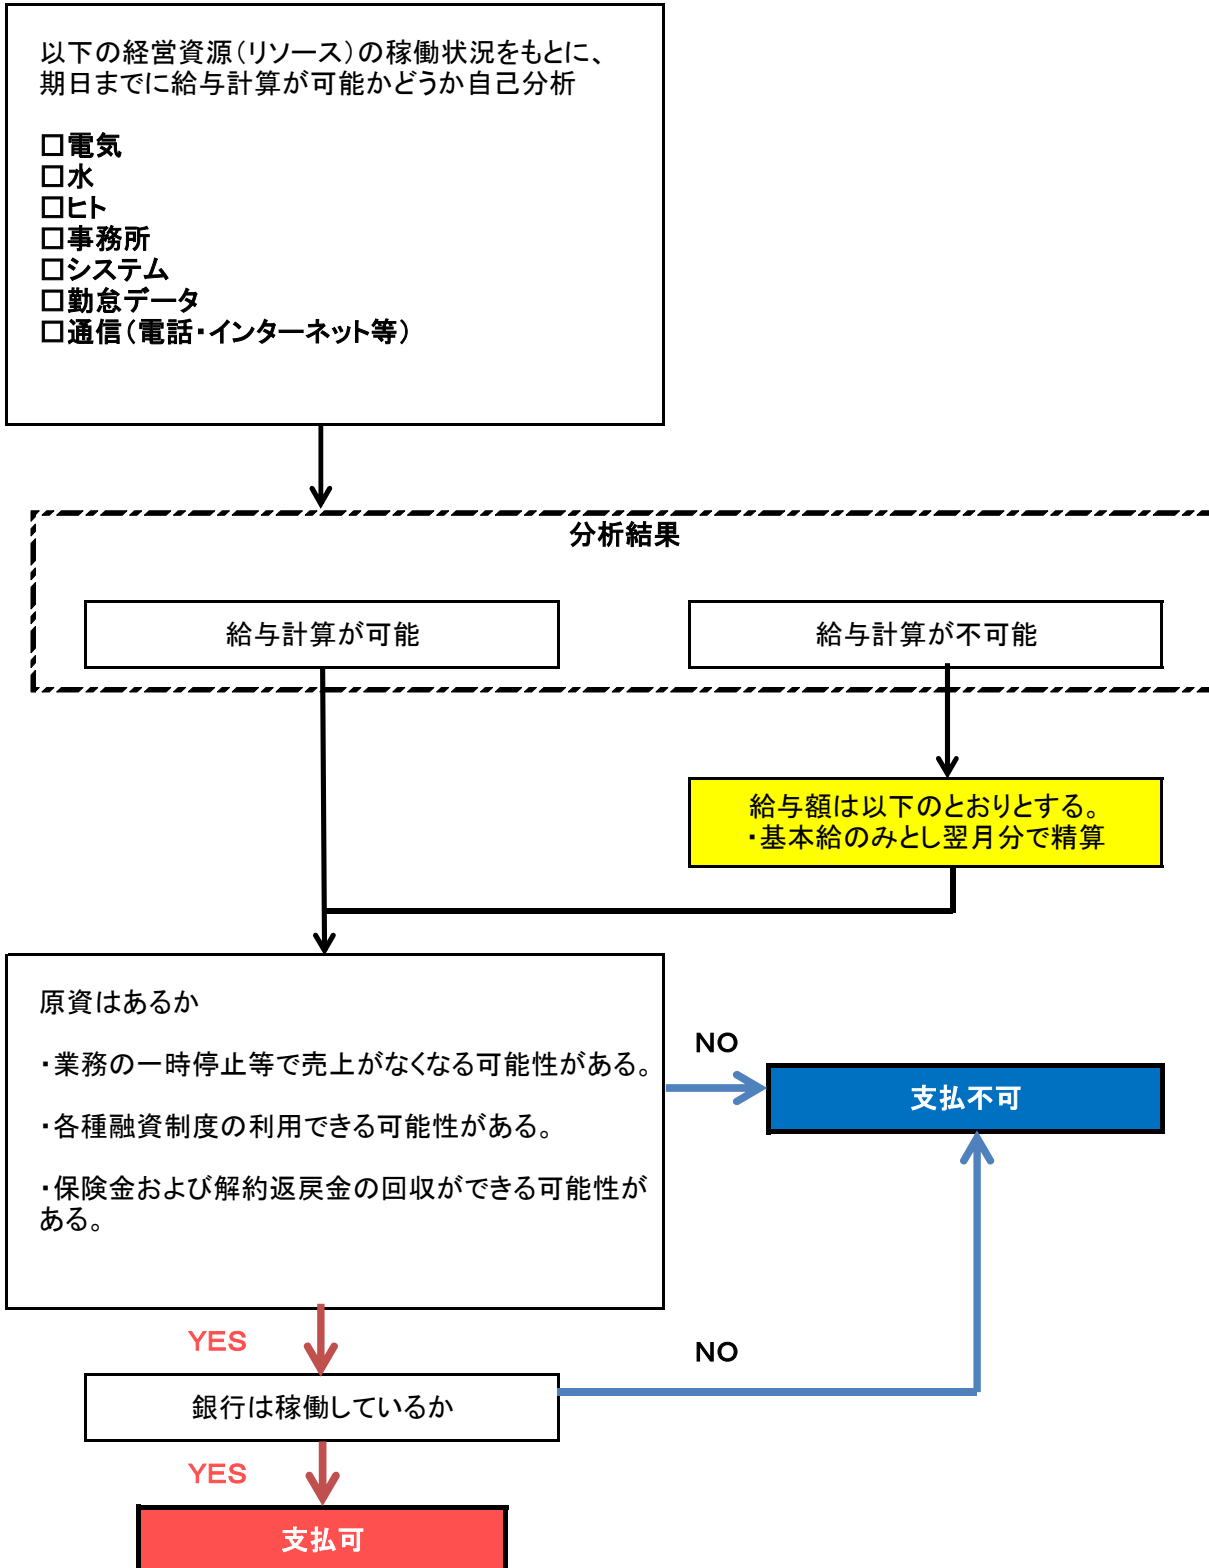 以下の経営資源(リソース)の稼働状況をもとに、
期日までに給与計算が可能かどうか自己分析
□電気
□水
□ヒト
□事務所
□システム
□勤怠データ
□通信(電話・インターネット等)
分析結果
給与計算が可能
給与計算が不可能
給与額は以下のとおりとする。
・基本給のみとし翌月分で精算
原資はあるか
・業務の一時停止等で売上がなくなる可能性がある。
・各種融資制度の利用できる可能性がある。
・保険金および解約返戻金の回収ができる可能性が
ある。
NO
支払不可
YES
NO
銀行は稼働しているか
YES
支払可